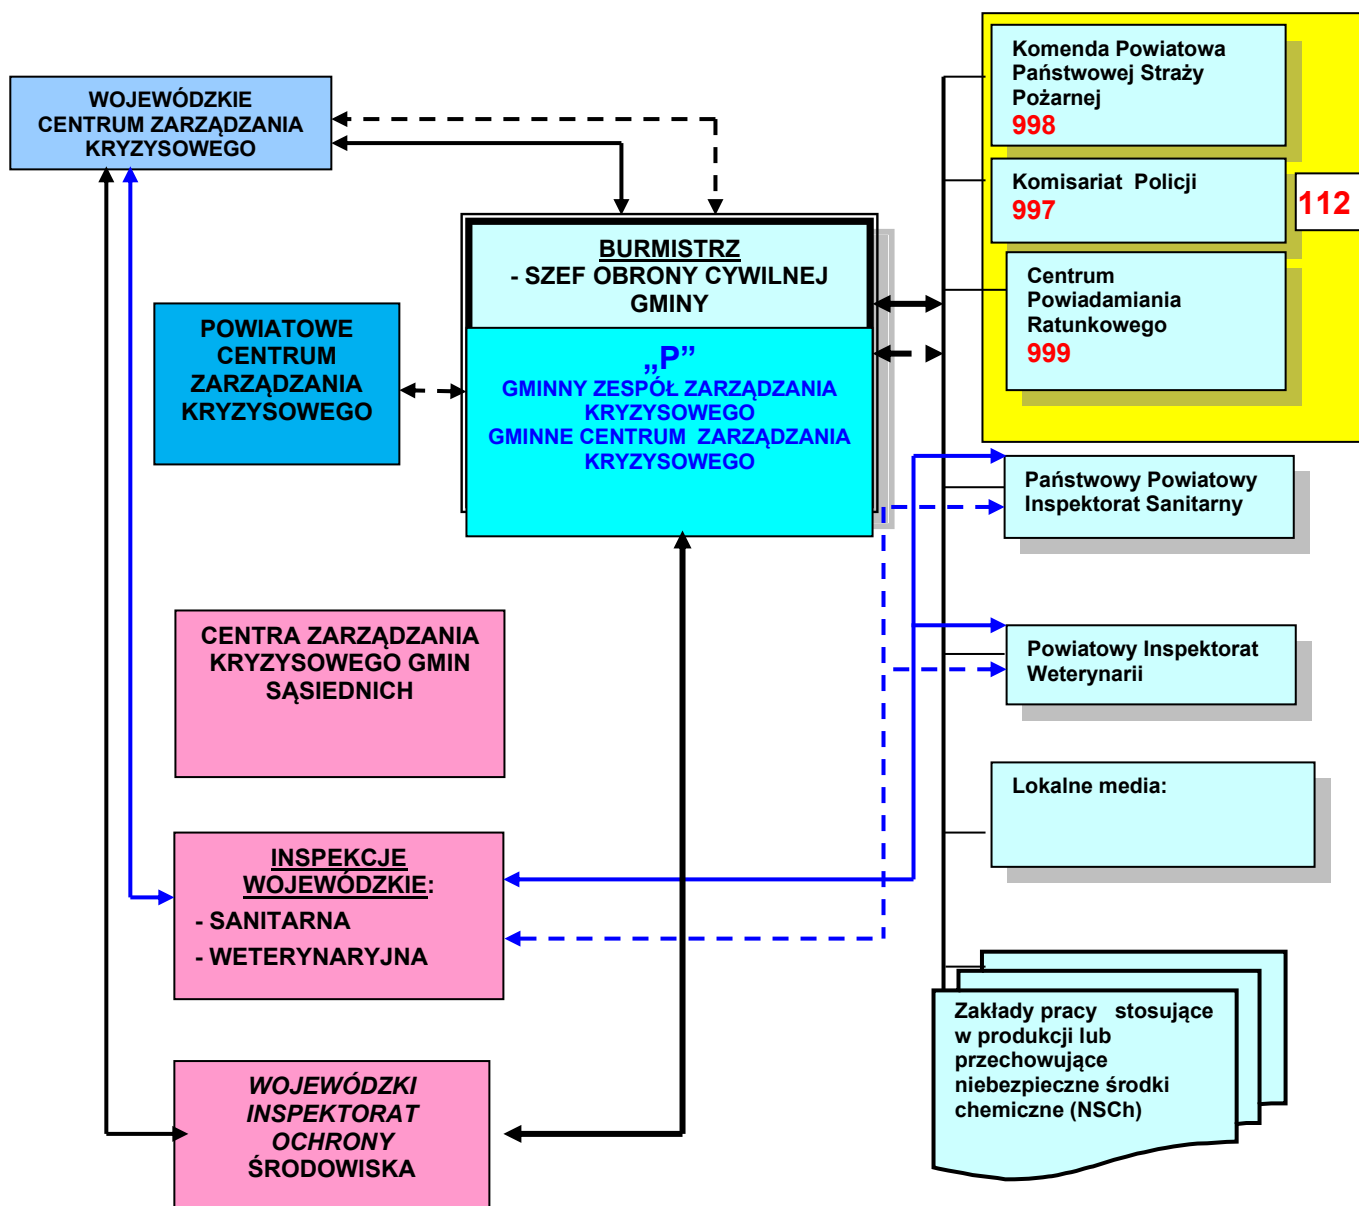 WOJEWÓDZKIE
CENTRUM ZARZĄDZANIA
KRYZYSOWEGO
Komenda Powiatowa
Państwowej Straży
Pożarnej
998
Komisariat Policji
997
112
Centrum
Powiadamiania
Ratunkowego
999
BURMISTRZ
- SZEF OBRONY CYWILNEJ
GMINY
„P”
GMINNY ZESPÓŁ ZARZĄDZANIA
KRYZYSOWEGO
GMINNE CENTRUM ZARZĄDZANIA
KRYZYSOWEGO
POWIATOWE
CENTRUM
ZARZĄDZANIA
KRYZYSOWEGO
Państwowy Powiatowy
Inspektorat Sanitarny
CENTRA ZARZĄDZANIA
KRYZYSOWEGO GMIN
SĄSIEDNICH
Powiatowy Inspektorat
Weterynarii
Lokalne media:
INSPEKCJE
WOJEWÓDZKIE:
- SANITARNA
- WETERYNARYJNA
Zakłady pracy stosujące
w produkcji lub
przechowujące
niebezpieczne środki
chemiczne (NSCh)
WOJEWÓDZKI
INSPEKTORAT
OCHRONY
ŚRODOWISKA